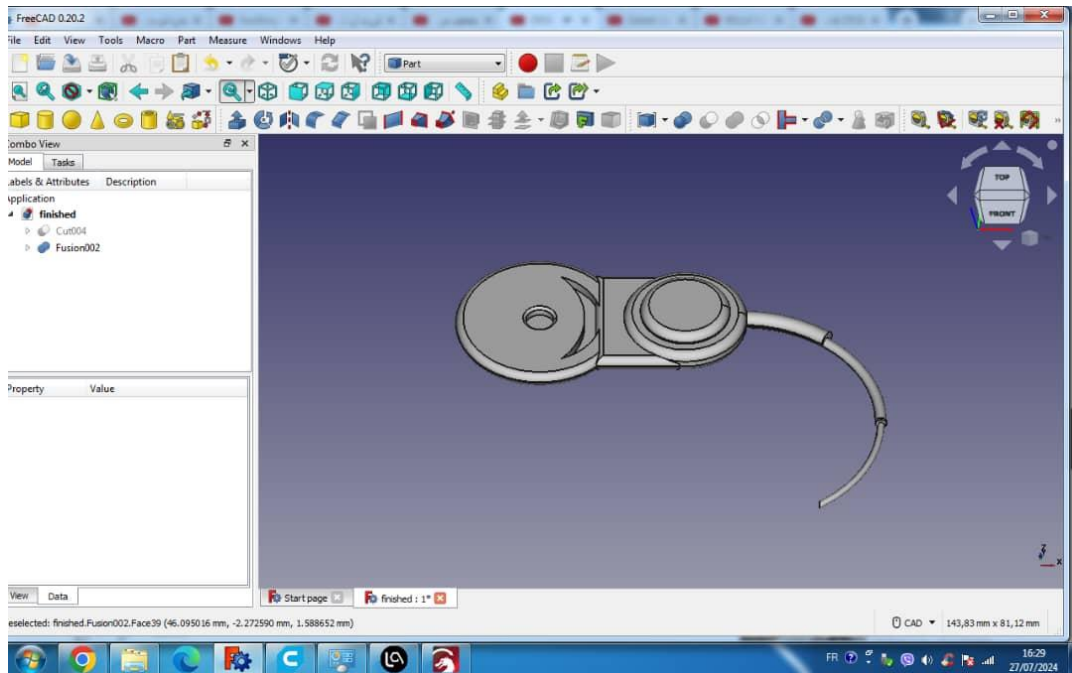 FreeCAD 0.20.2
File Edit View Tools Macro Part Measure Windows Help
Part
Combo View
Model Tasks
Labels & Attributes Description
Application
finished
Cut004
Fusion002
TOP
FRONT
Property Value
Z
x
View Data
Start page finished : 1*
eselected: finished.Fusion002.Face39 (46.095016 mm, -2.272590 mm, 1.588652 mm)
CAD 143,83 mm x 81,12 mm
FR 16:29
27/07/2024